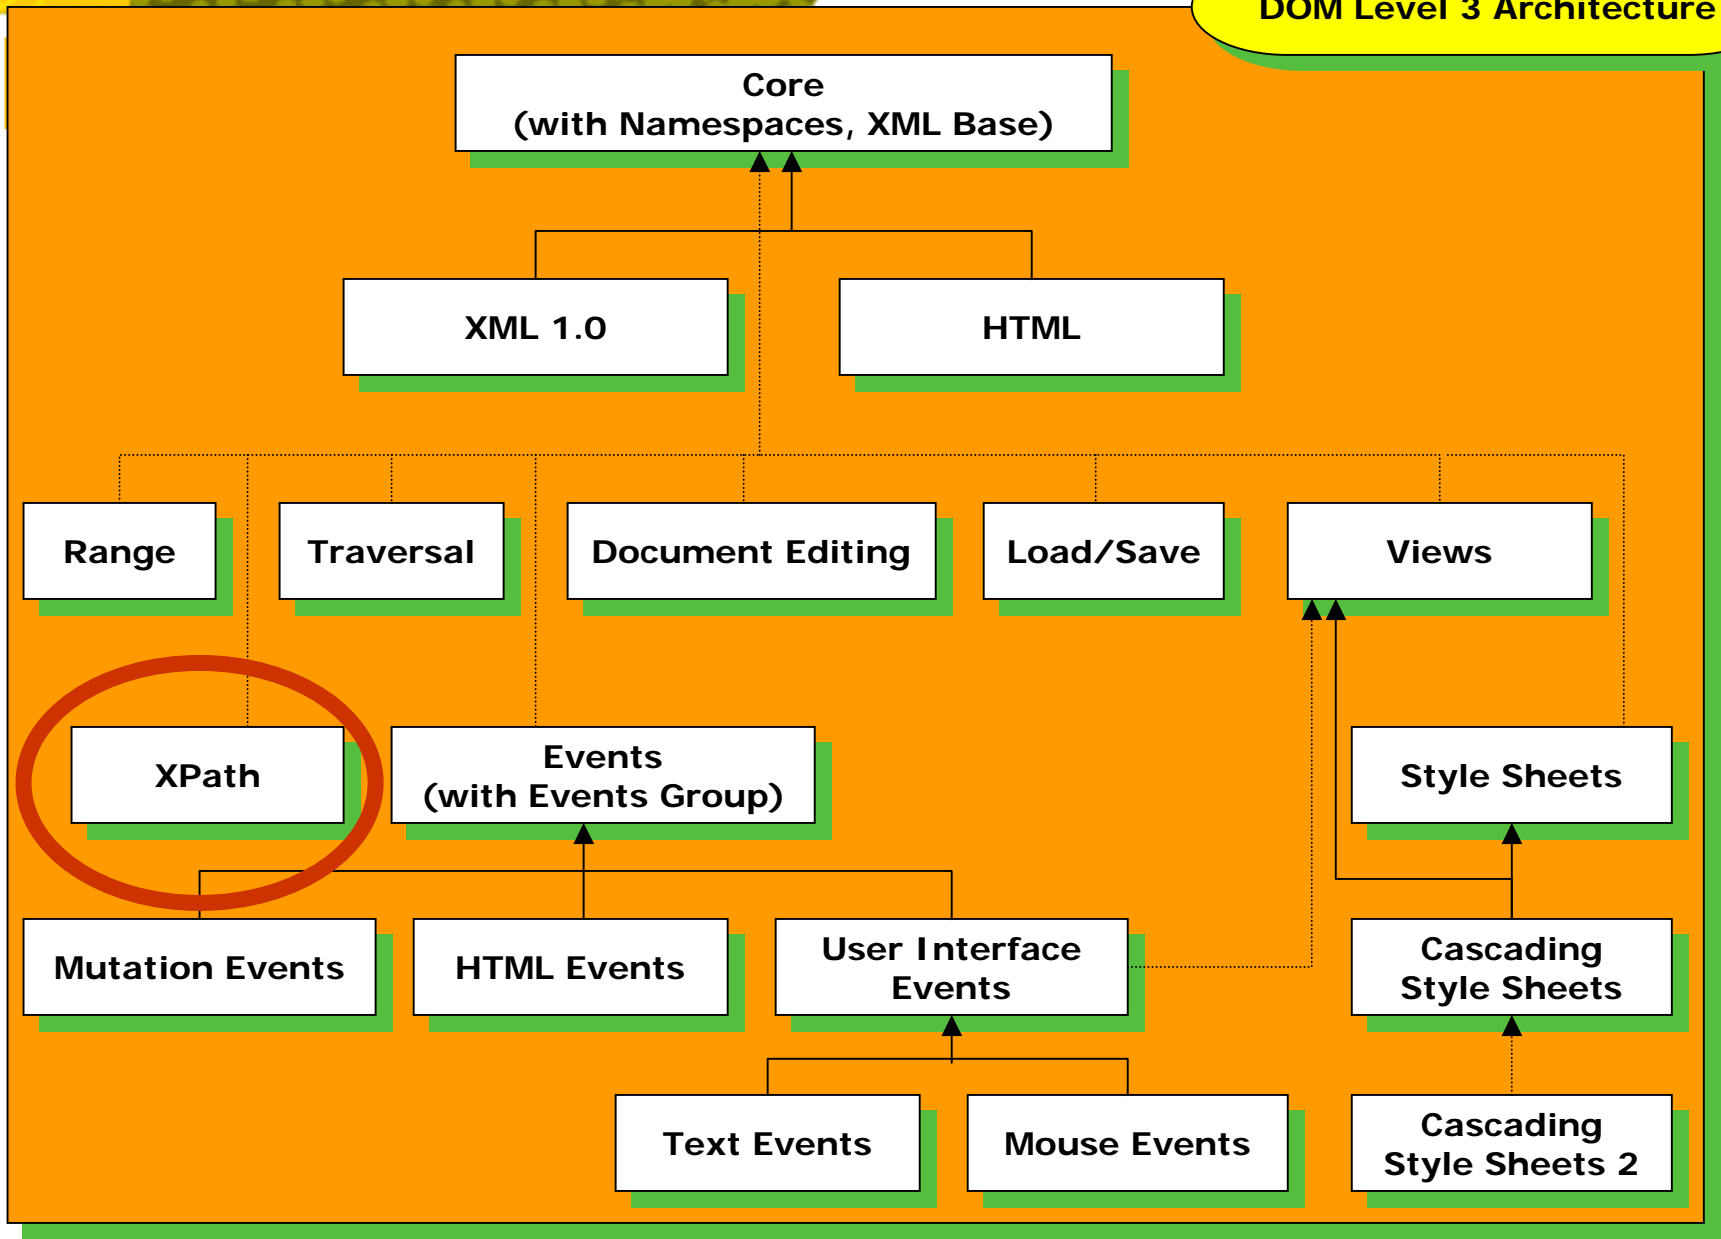 DOM Level 3 Architecture
Core
(with Namespaces, XML Base)
XML 1.0
HTML
Range
Traversal
Document Editing
Load/Save
Views
XPath
Events
(with Events Group)
Style Sheets
Mutation Events
HTML Events
User Interface
Events
Cascading
Style Sheets
Text Events
Mouse Events
Cascading
Style Sheets 2